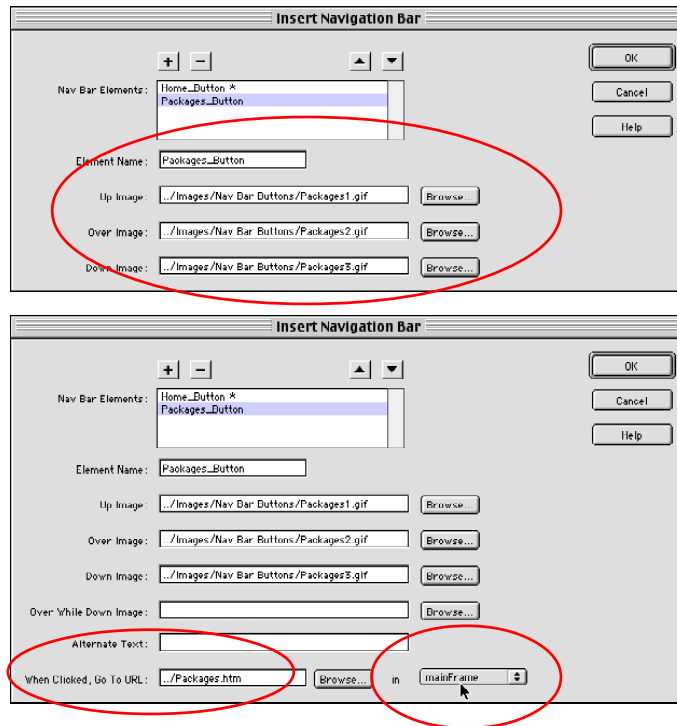 Insert Navigation Bar
+ −
OK
Nav Bar Elements: Home_Button *
Packages_Button
Cancel
Help
Element Name: Packages_Button
Up Image: ../Images/Nav Bar Buttons/Packages1.gif Browse...
Over Image: ../Images/Nav Bar Buttons/Packages2.gif Browse...
Down Image: ../Images/Nav Bar Buttons/Packages3.gif Browse...
Insert Navigation Bar
+ −
OK
Nav Bar Elements: Home_Button *
Packages_Button
Cancel
Help
Element Name: Packages_Button
Up Image: ../Images/Nav Bar Buttons/Packages1.gif Browse...
Over Image: ../Images/Nav Bar Buttons/Packages2.gif Browse...
Down Image: ../Images/Nav Bar Buttons/Packages3.gif Browse...
Over While Down Image: Browse...
Alternate Text:
When Clicked, Go To URL: ../Packages.htm Browse... in mainFrame